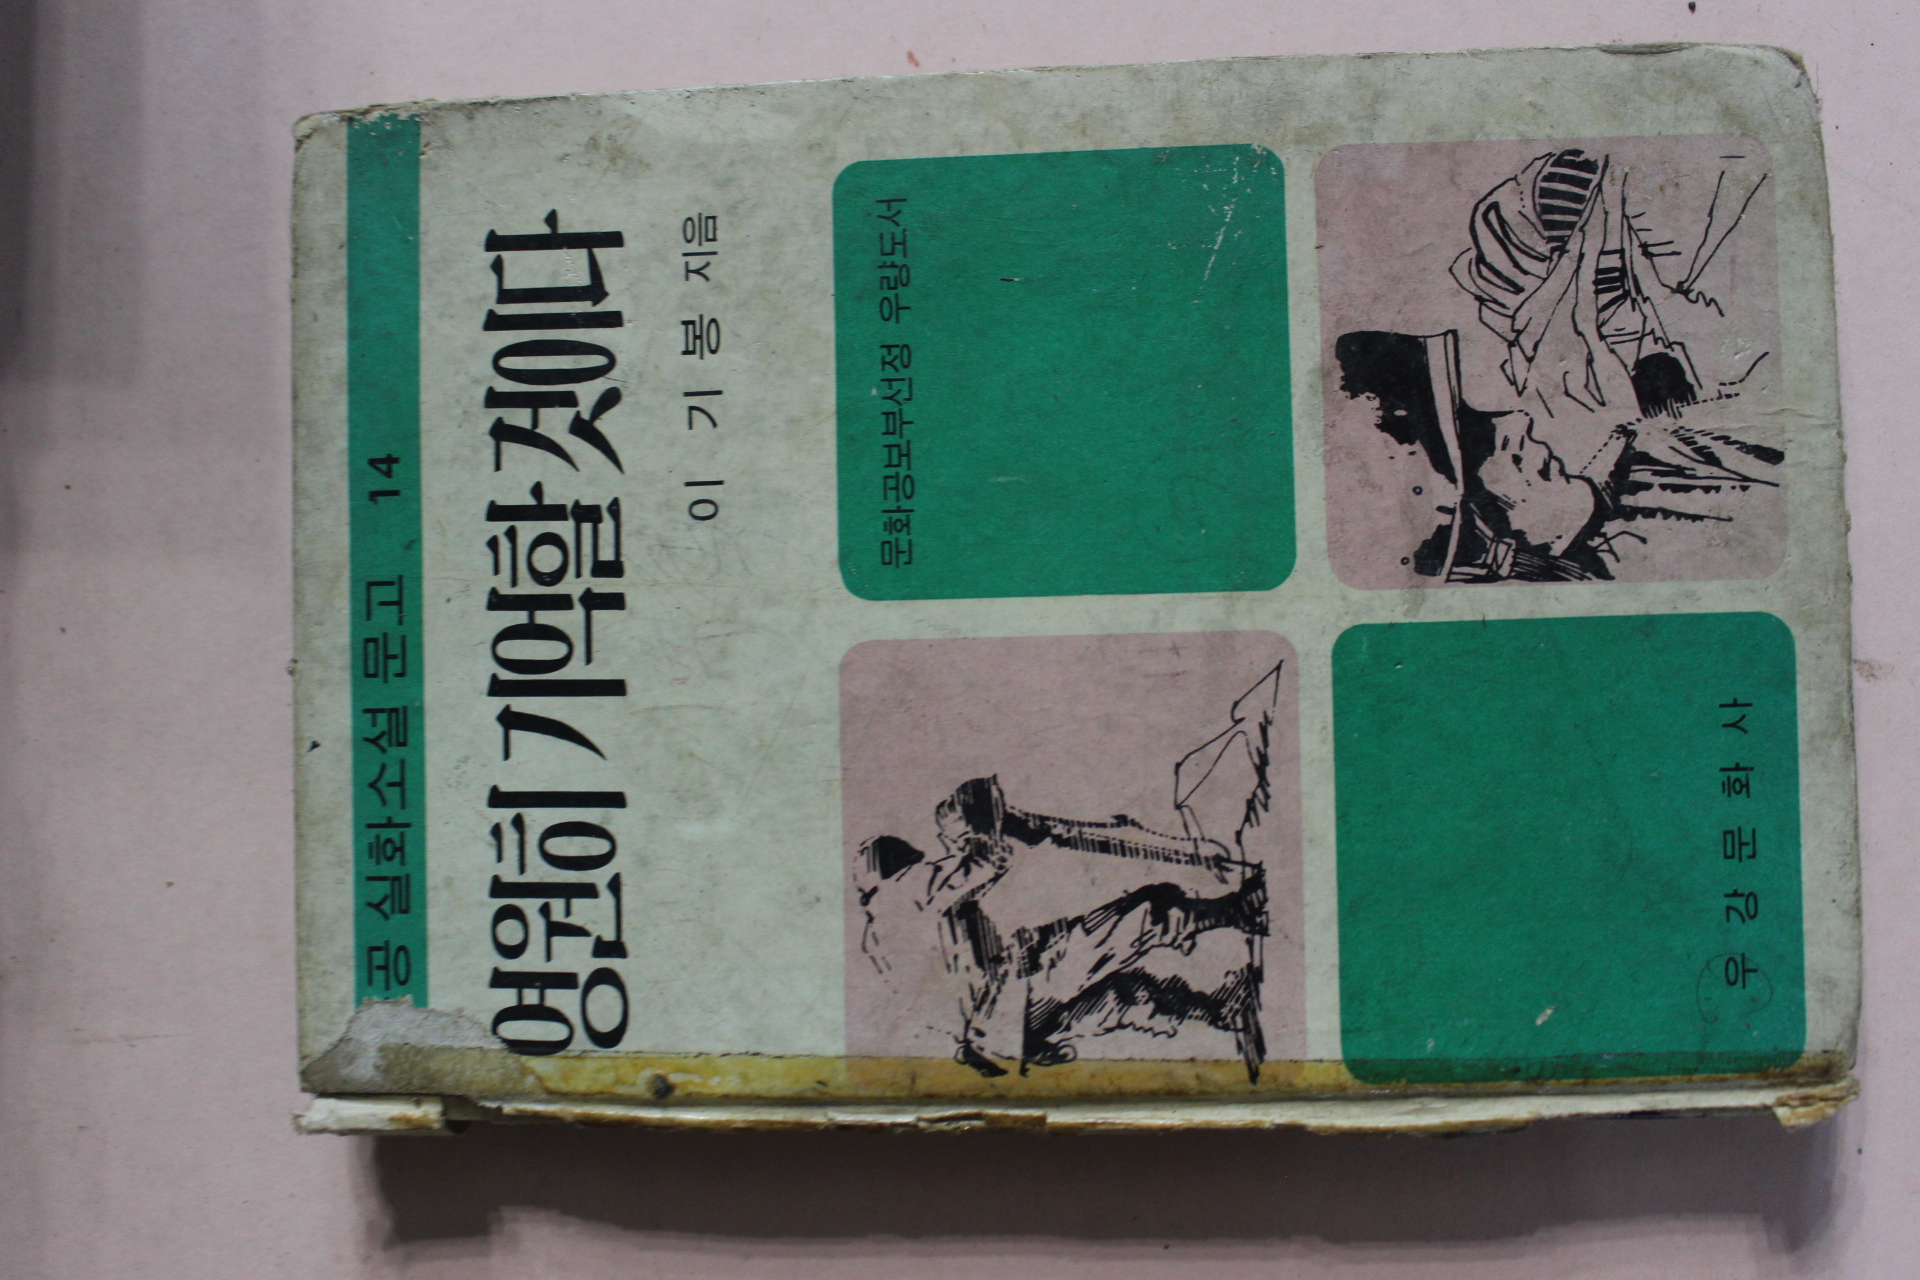 공 실화소설 문고 14
영원히 기억할 것이다
이 기 봉 지음
문화공보부선정 우량도서
우 강 문 화 사